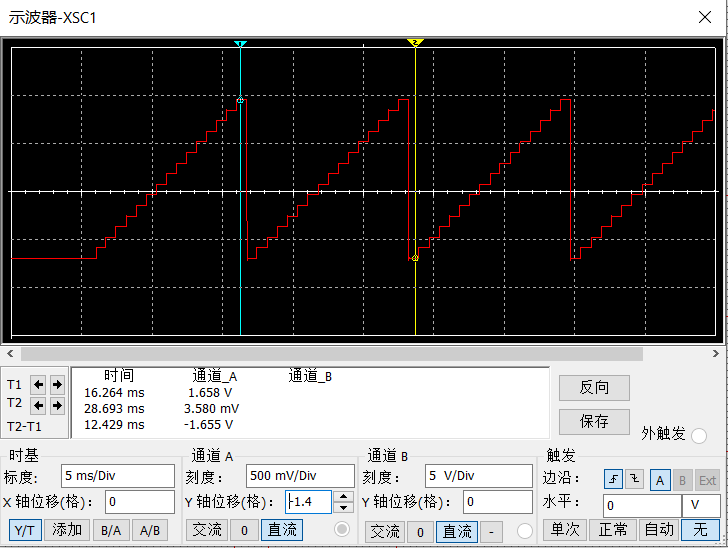 示波器-XSC1
1
2
T1
T2
T2-T1
时间 通道_A 通道_B
16.264 ms 1.658 V
28.693 ms 3.580 mV
12.429 ms -1.655 V
反向
保存
外触发
时基
标度： 5 ms/Div
X 轴位移(格)： 0
Y/T 添加 B/A A/B
通道 A
刻度： 500 mV/Div
Y 轴位移(格)： -1.4
交流 0 直流
通道 B
刻度： 5 V/Div
Y 轴位移(格)： 0
交流 0 直流 -
触发
边沿： A B Ext
水平： 0 V
单次 正常 自动 无